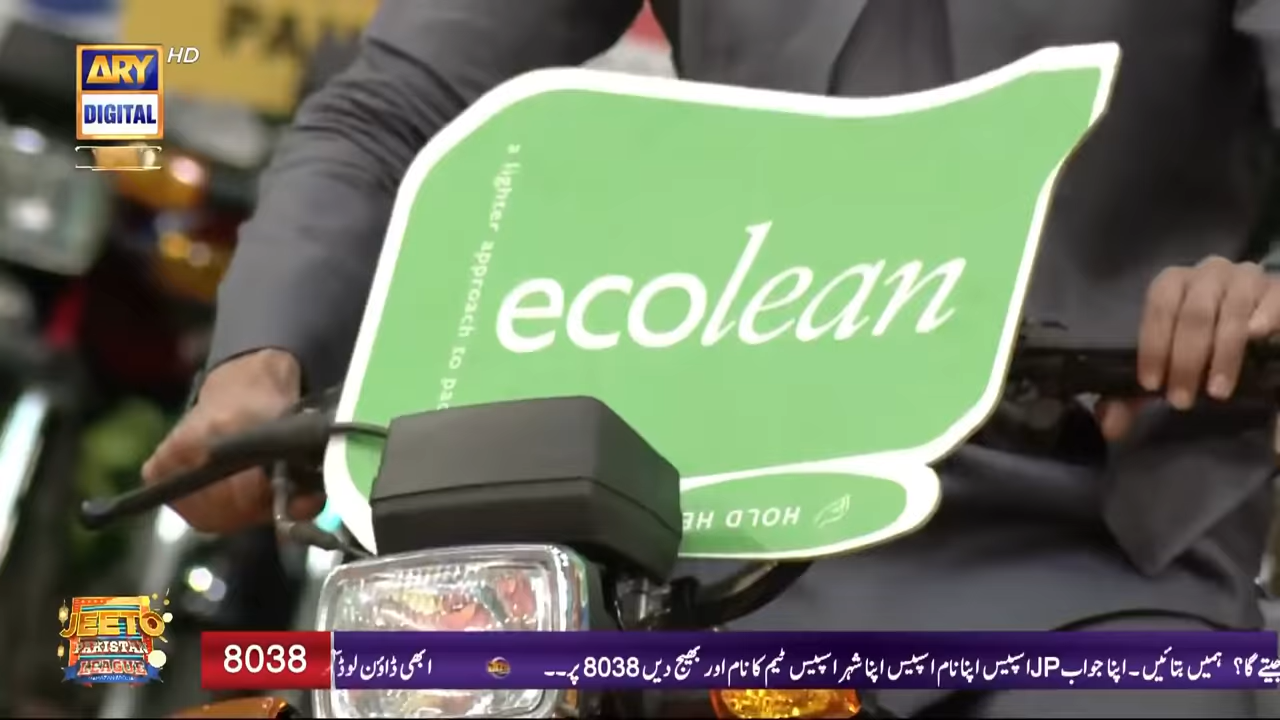 PAK
ARY
HD
DIGITAL
a lighter approach to pac
ecolean
HOLD HE
JEETO
PAKISTAN
LEAGUE
8038
جیتے گا؟ ہمیں بتائیں۔ اپنا جواب JP اسپیس اپنا نام اسپیس اپنا شہر اسپیس ٹیم کا نام اور بھیج دیں 8038 پر۔۔۔ ابھی ڈاؤن لوڈ